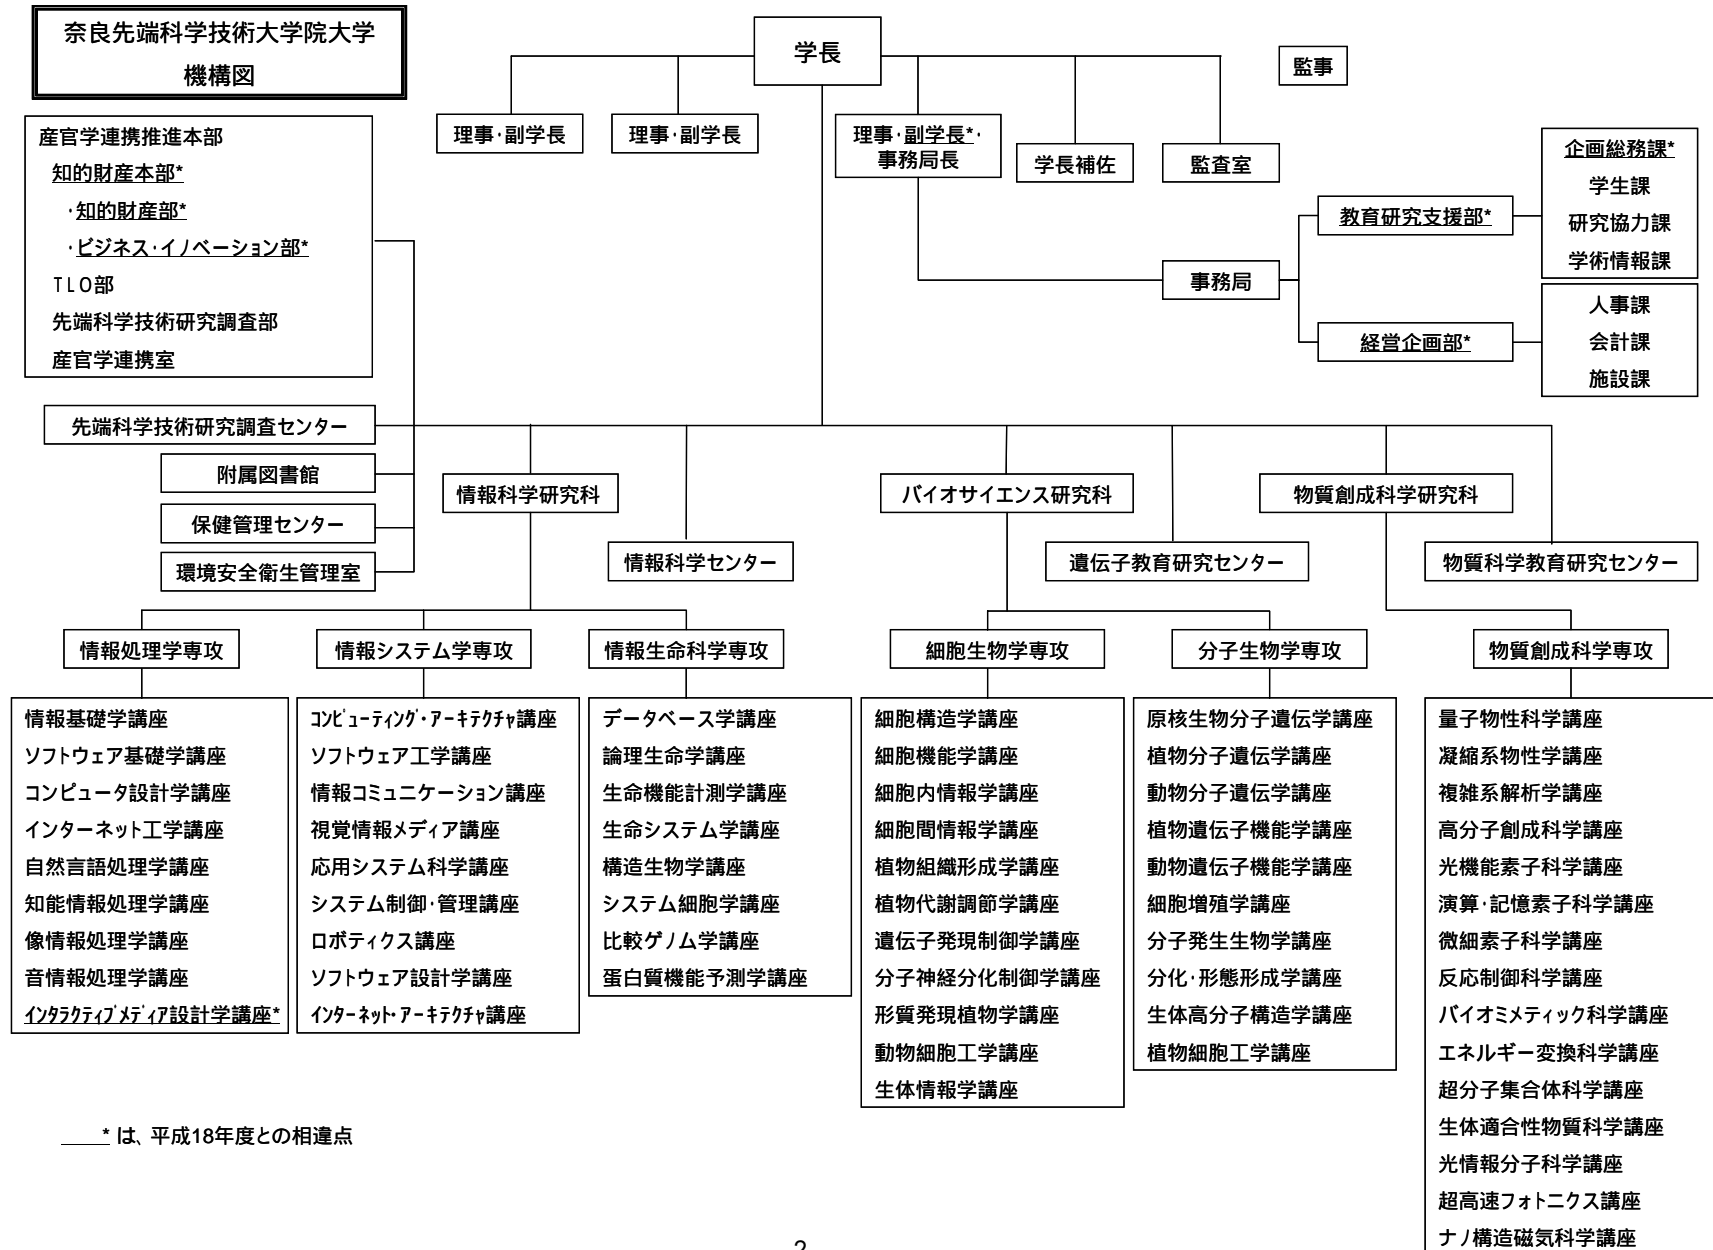 奈良先端科学技術大学院大学
機構図
学長
監事
理事・副学長
理事・副学長
理事・副学長*・
事務局長
学長補佐
監査室
産官学連携推進本部
知的財産本部*
・知的財産部*
・ビジネス・イノベーション部*
TLO部
先端科学技術研究調査部
産官学連携室
企画総務課*
学生課
研究協力課
学術情報課
教育研究支援部*
事務局
経営企画部*
人事課
会計課
施設課
先端科学技術研究調査センター
附属図書館
保健管理センター
環境安全衛生管理室
情報科学研究科
情報科学センター
バイオサイエンス研究科
遺伝子教育研究センター
物質創成科学研究科
物質科学教育研究センター
情報処理学専攻
情報システム学専攻
情報生命科学専攻
細胞生物学専攻
分子生物学専攻
物質創成科学専攻
情報基礎学講座
ソフトウェア基礎学講座
コンピュータ設計学講座
インターネット工学講座
自然言語処理学講座
知能情報処理学講座
像情報処理学講座
音情報処理学講座
インタラクティブメディア設計学講座*
コンピューティング・アーキテクチャ講座
ソフトウェア工学講座
情報コミュニケーション講座
視覚情報メディア講座
応用システム科学講座
システム制御・管理講座
ロボティクス講座
ソフトウェア設計学講座
インターネット・アーキテクチャ講座
データベース学講座
論理生命学講座
生命機能計測学講座
生命システム学講座
構造生物学講座
システム細胞学講座
比較ゲノム学講座
蛋白質機能予測学講座
細胞構造学講座
細胞機能学講座
細胞内情報学講座
細胞間情報学講座
植物組織形成学講座
植物代謝調節学講座
遺伝子発現制御学講座
分子神経分化制御学講座
形質発現植物学講座
動物細胞工学講座
生体情報学講座
原核生物分子遺伝学講座
植物分子遺伝学講座
動物分子遺伝学講座
植物遺伝子機能学講座
動物遺伝子機能学講座
細胞増殖学講座
分子発生生物学講座
分化・形態形成学講座
生体高分子構造学講座
植物細胞工学講座
量子物性科学講座
凝縮系物性学講座
複雑系解析学講座
高分子創成科学講座
光機能素子科学講座
演算・記憶素子科学講座
微細素子科学講座
反応制御科学講座
バイオミメティック科学講座
エネルギー変換科学講座
超分子集合体科学講座
生体適合性物質科学講座
光情報分子科学講座
超高速フォトニクス講座
ナノ構造磁気科学講座
* は、平成18年度との相違点
2